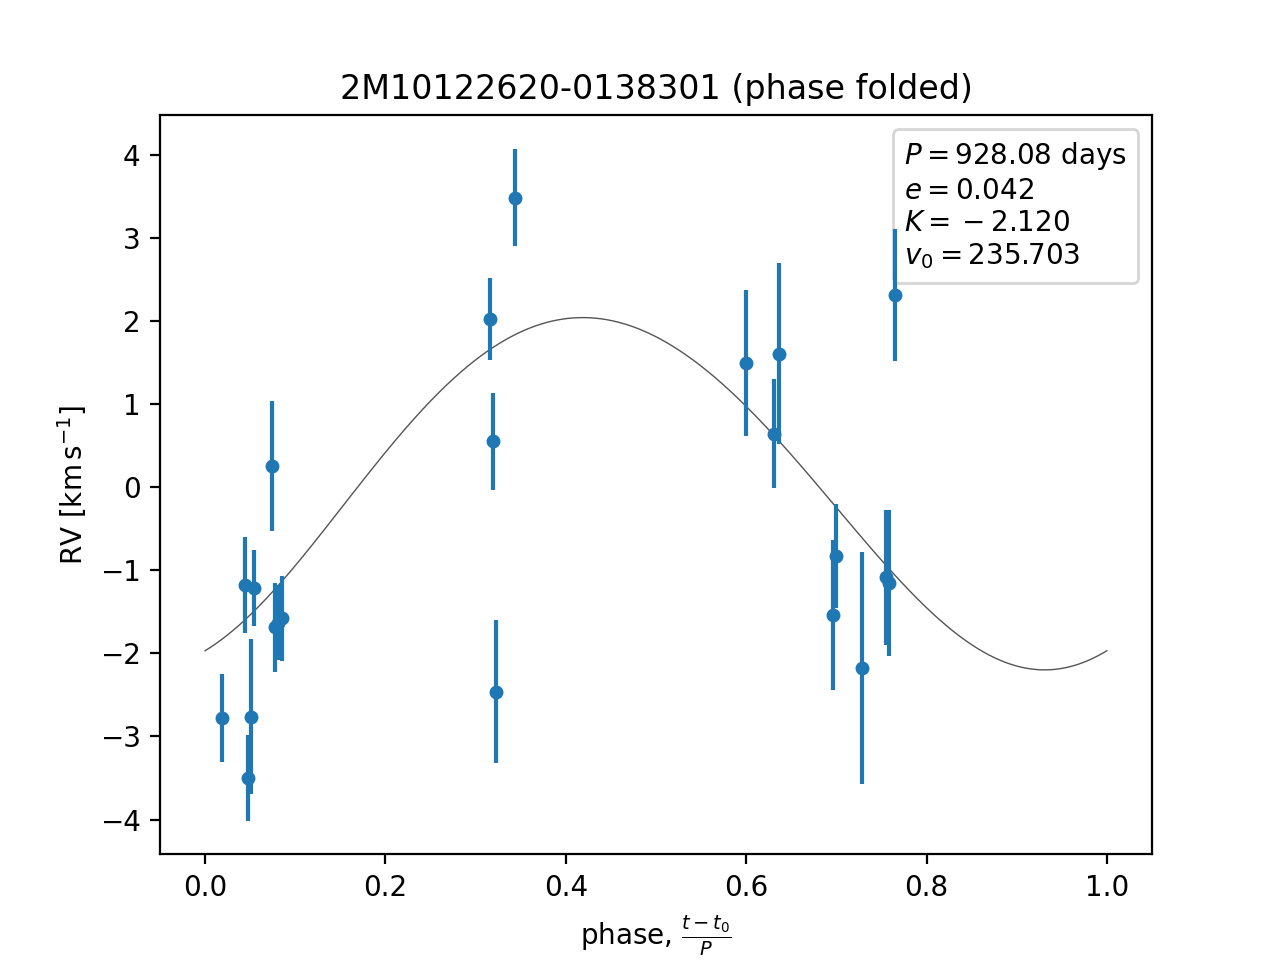 2M10122620-0138301 (phase folded)
P = 928.08 days
e = 0.042
K = −2.120
v₀ = 235.703
4
3
2
1
0
−1
−2
−3
−4
RV [km s⁻¹]
0.0 0.2 0.4 0.6 0.8 1.0
phase, (t − t₀)/P